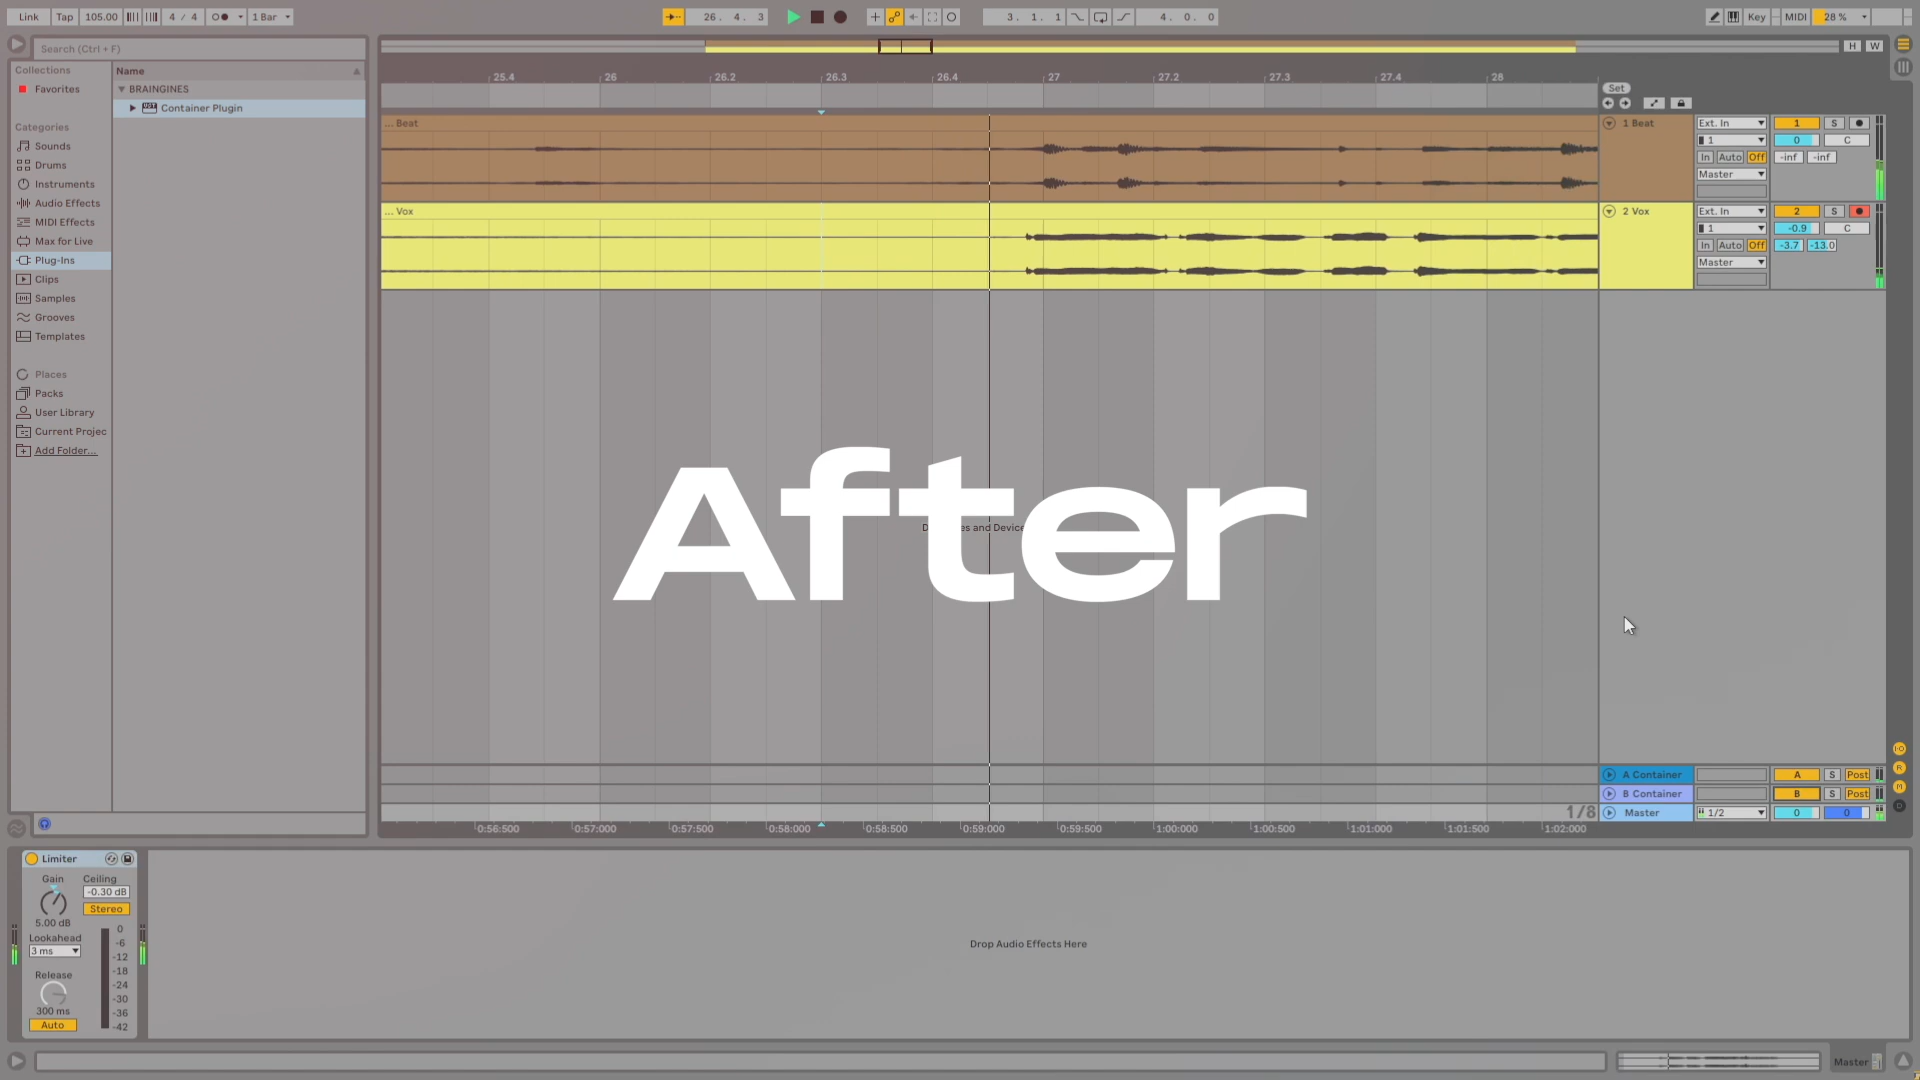 Link Tap 105.00 4 / 4 1 Bar 26. 4. 3 3. 1. 1 4. 0. 0 Key MIDI 28 %
Search (Ctrl + F)
H W
Collections Name
Favorites
BRAINGINES
Container Plugin
25.4 26 26.2 26.3 26.4 27 27.2 27.3 27.4 28
Set
Categories
Sounds
Drums
Instruments
Audio Effects
MIDI Effects
Max for Live
Plug-Ins
Clips
Samples
Grooves
Templates
Places
Packs
User Library
Current Projec
Add Folder...
... Beat
1 Beat Ext. In 1 S
1 0 C
In Auto Off -inf -inf
Master
... Vox
2 Vox Ext. In 2 S
1 -0.9 C
In Auto Off -3.7 -13.0
Master
After
A Container A S Post
B Container B S Post
1/8 Master 1/2 0 0
0:56:500 0:57:000 0:57:500 0:58:000 0:58:500 0:59:000 0:59:500 1:00:000 1:00:500 1:01:000 1:01:500 1:02:000
Limiter
Gain Ceiling
-0.30 dB
5.00 dB Stereo
Lookahead
3 ms
Release
300 ms
Auto
0
-6
-12
-18
-24
-30
-36
-42
Drop Audio Effects Here
Master